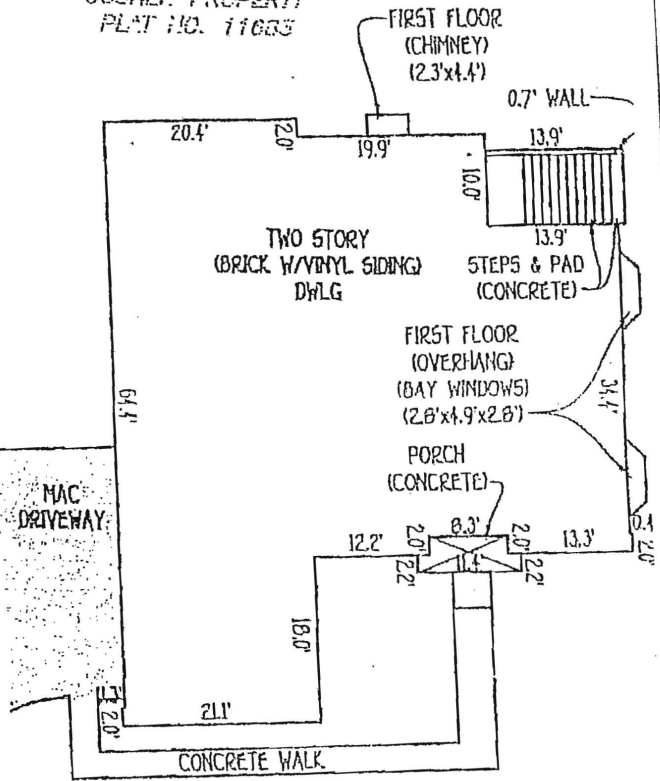 PROPERTY
PLAT NO. 11683
FIRST FLOOR
(CHIMNEY)
(2.3'x4.4')
0.7' WALL
20.4'
2.0'
19.9'
13.9'
10.0'
13.9'
TWO STORY
(BRICK W/VINYL SIDING)
DWLG
STEPS & PAD
(CONCRETE)
FIRST FLOOR
(OVERHANG)
(BAY WINDOWS)
(2.8'x4.9'x2.8')
34.4'
64.4'
PORCH
(CONCRETE)
MAC
DRIVEWAY
12.2'
2.0'
8.3'
2.0'
13.3'
0.4
2.0'
2.2'
1.4'
2.2'
18.0'
2.0'
21.1'
CONCRETE WALK